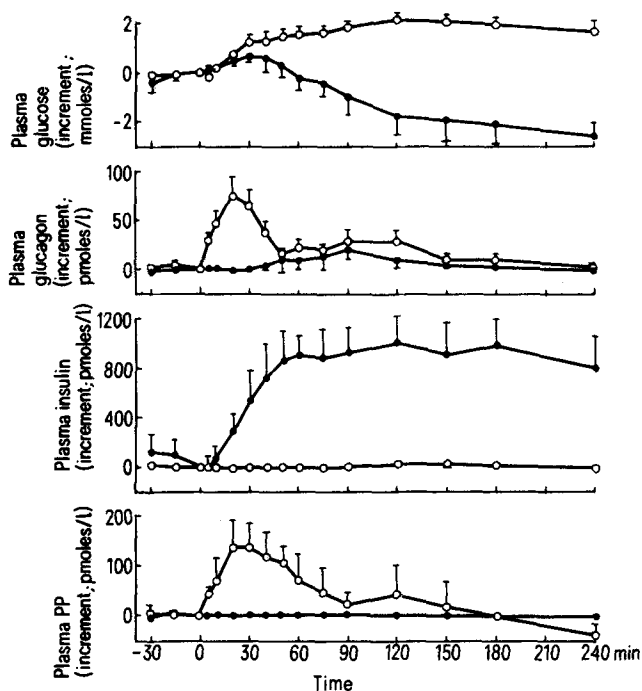 Plasma
glucose
(increment;
mmoles/l)
2
0
-2
Plasma
glucagon
(increment;
pmoles/l)
100
50
0
Plasma insulin
(increment; pmoles/l)
1200
800
400
0
Plasma PP
(increment; pmoles/l)
200
100
0
-30 0 30 60 90 120 150 180 210 240 min
Time